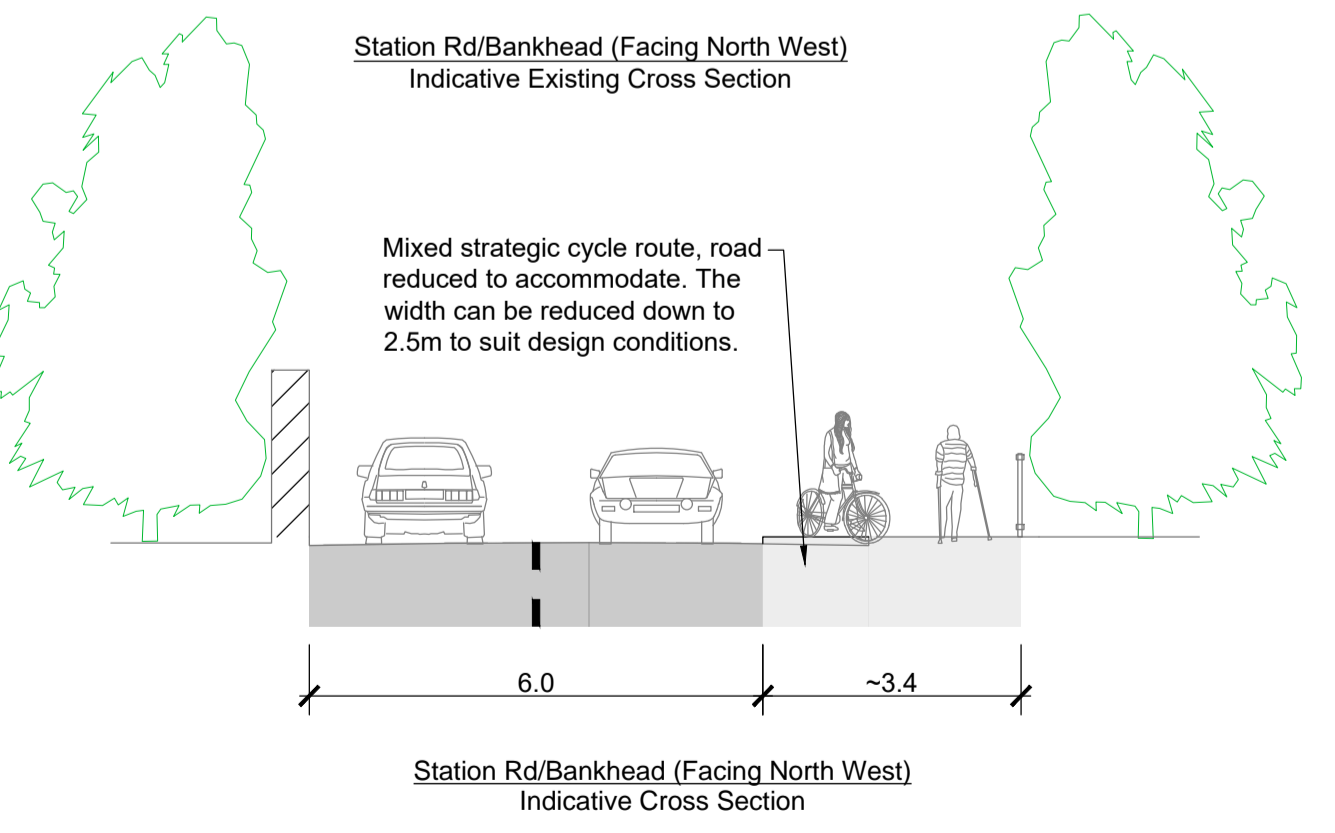 Station Rd/Bankhead (Facing North West)
Indicative Existing Cross Section
Mixed strategic cycle route, road
reduced to accommodate. The
width can be reduced down to
2.5m to suit design conditions.
6.0
~3.4
Station Rd/Bankhead (Facing North West)
Indicative Cross Section